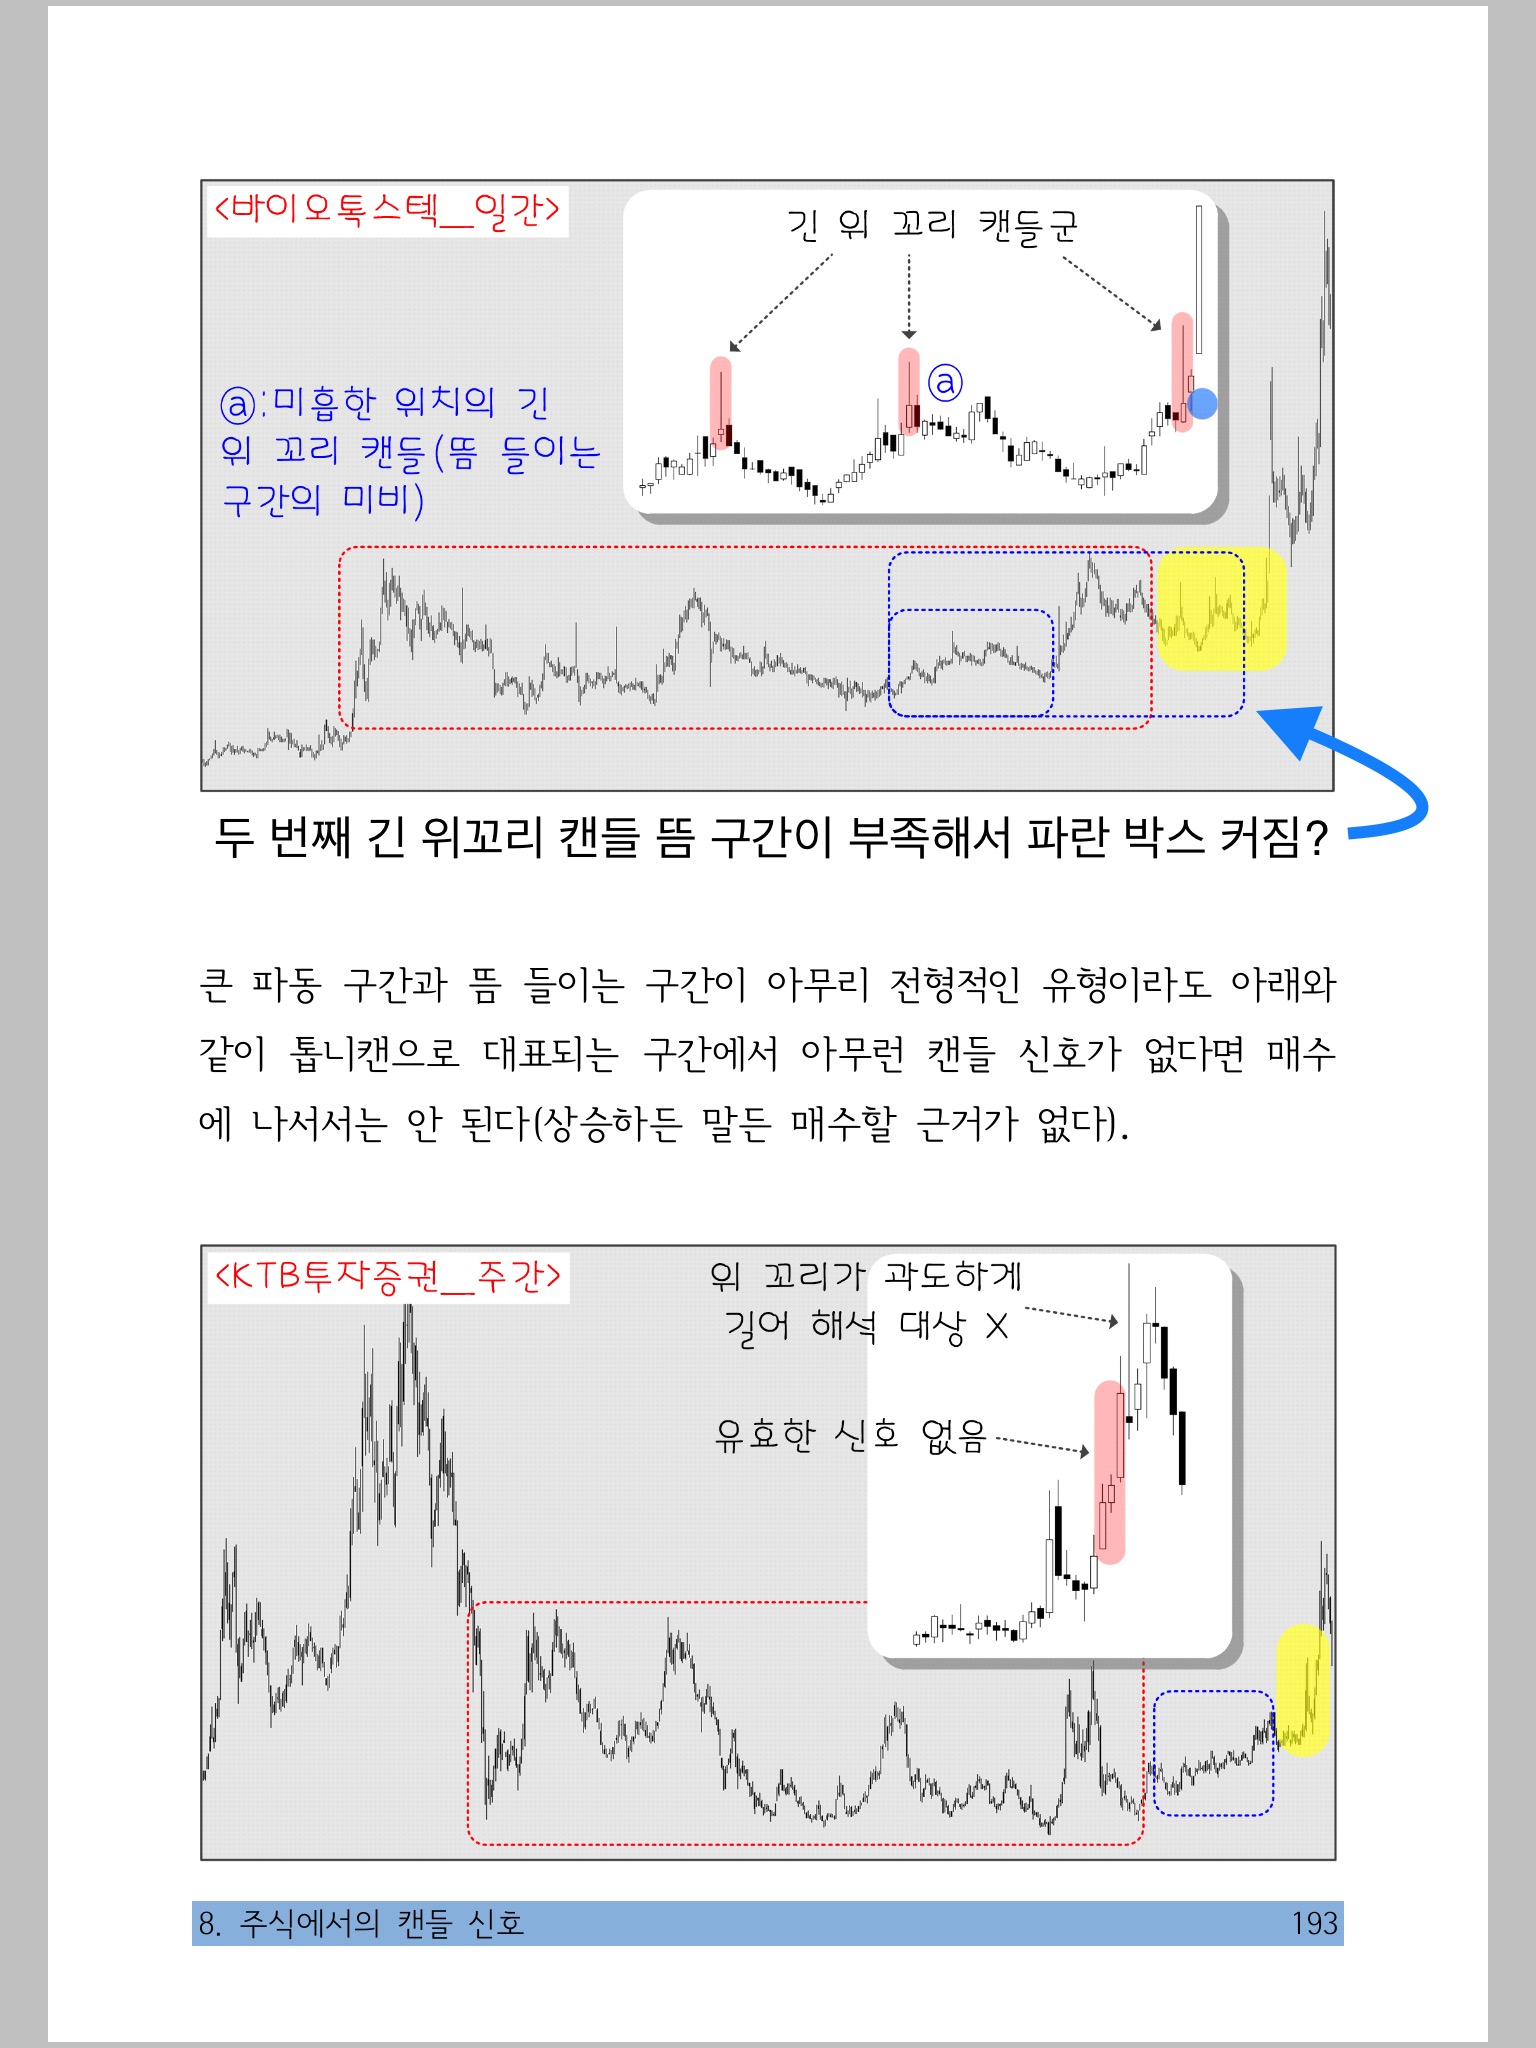 <바이오톡스텍__일간>
긴 위 꼬리 캔들군
ⓐ
ⓐ:미흡한 위치의 긴
위 꼬리 캔들(뜸 들이는
구간의 미비)
두 번째 긴 위꼬리 캔들 뜸 구간이 부족해서 파란 박스 커짐?
큰 파동 구간과 뜸 들이는 구간이 아무리 전형적인 유형이라도 아래와
같이 톱니캔으로 대표되는 구간에서 아무런 캔들 신호가 없다면 매수
에 나서서는 안 된다(상승하든 말든 매수할 근거가 없다).
<KTB투자증권__주간>
위 꼬리가 과도하게
길어 해석 대상 X
유효한 신호 없음
8. 주식에서의 캔들 신호
193